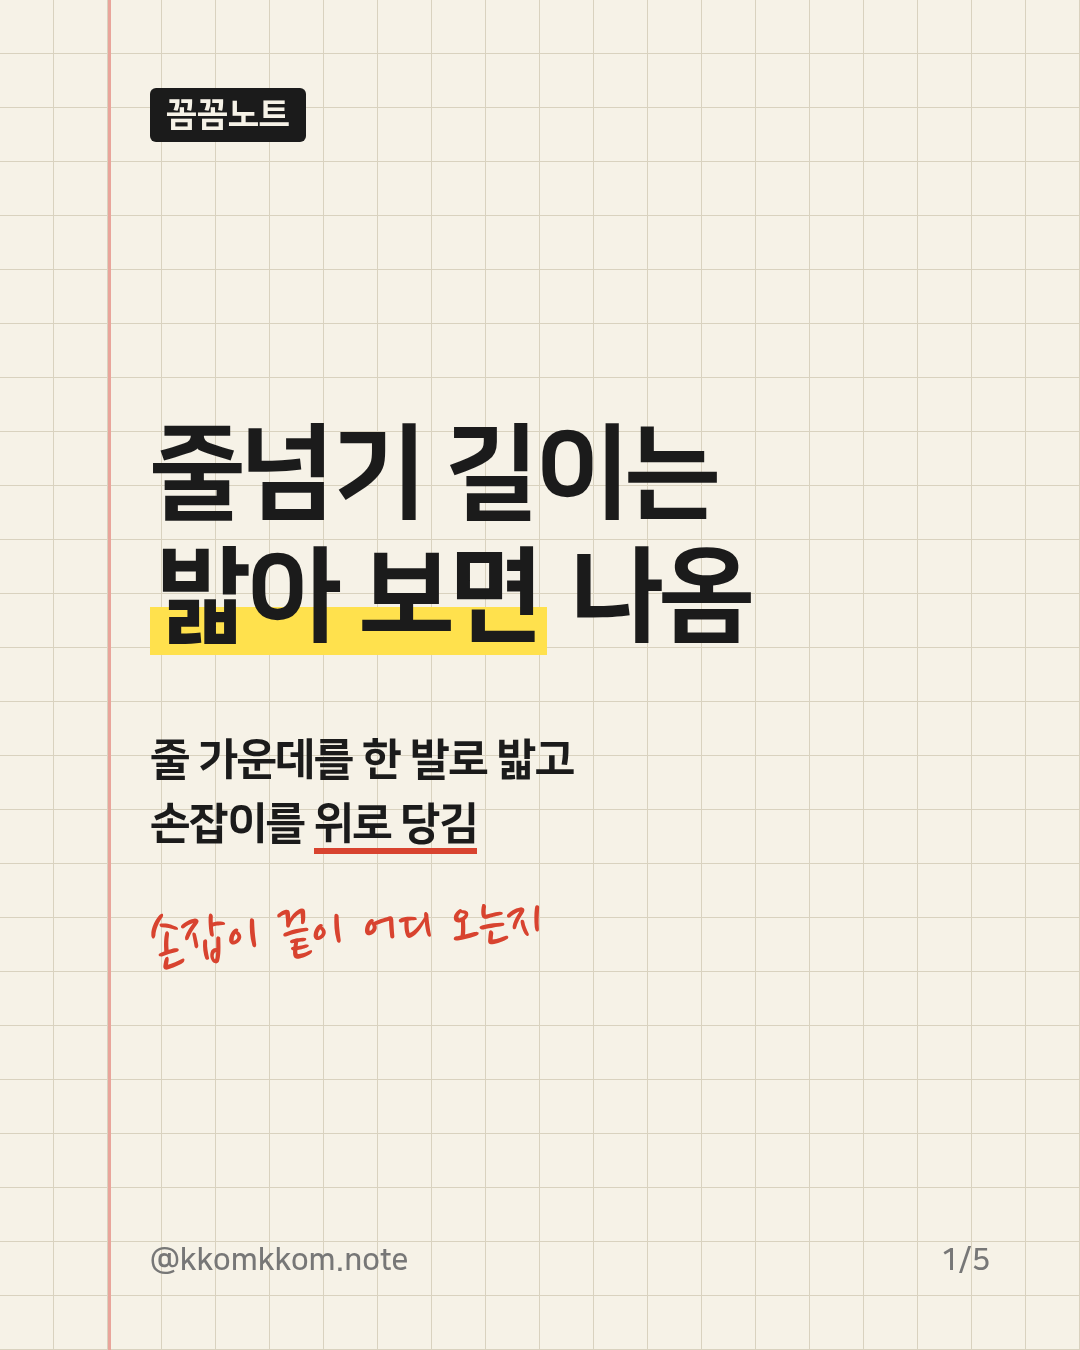 꼼꼼노트
줄넘기 길이는
밟아 보면 나옴
줄 가운데를 한 발로 밟고
손잡이를 위로 당김
손잡이 끝이 어디 오는지
@kkomkkom.note
1/5